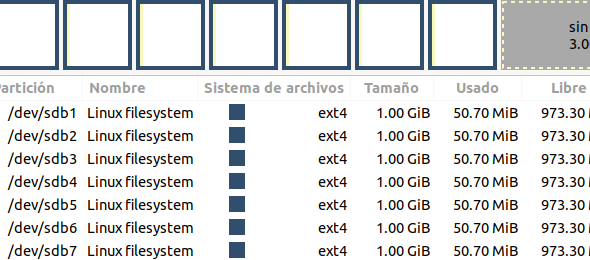 sin
3.0
Partición Nombre Sistema de archivos Tamaño Usado Libre
/dev/sdb1 Linux filesystem ext4 1.00 GiB 50.70 MiB 973.30
/dev/sdb2 Linux filesystem ext4 1.00 GiB 50.70 MiB 973.30
/dev/sdb3 Linux filesystem ext4 1.00 GiB 50.70 MiB 973.30
/dev/sdb4 Linux filesystem ext4 1.00 GiB 50.70 MiB 973.30
/dev/sdb5 Linux filesystem ext4 1.00 GiB 50.70 MiB 973.30
/dev/sdb6 Linux filesystem ext4 1.00 GiB 50.70 MiB 973.30
/dev/sdb7 Linux filesystem ext4 1.00 GiB 50.70 MiB 973.30